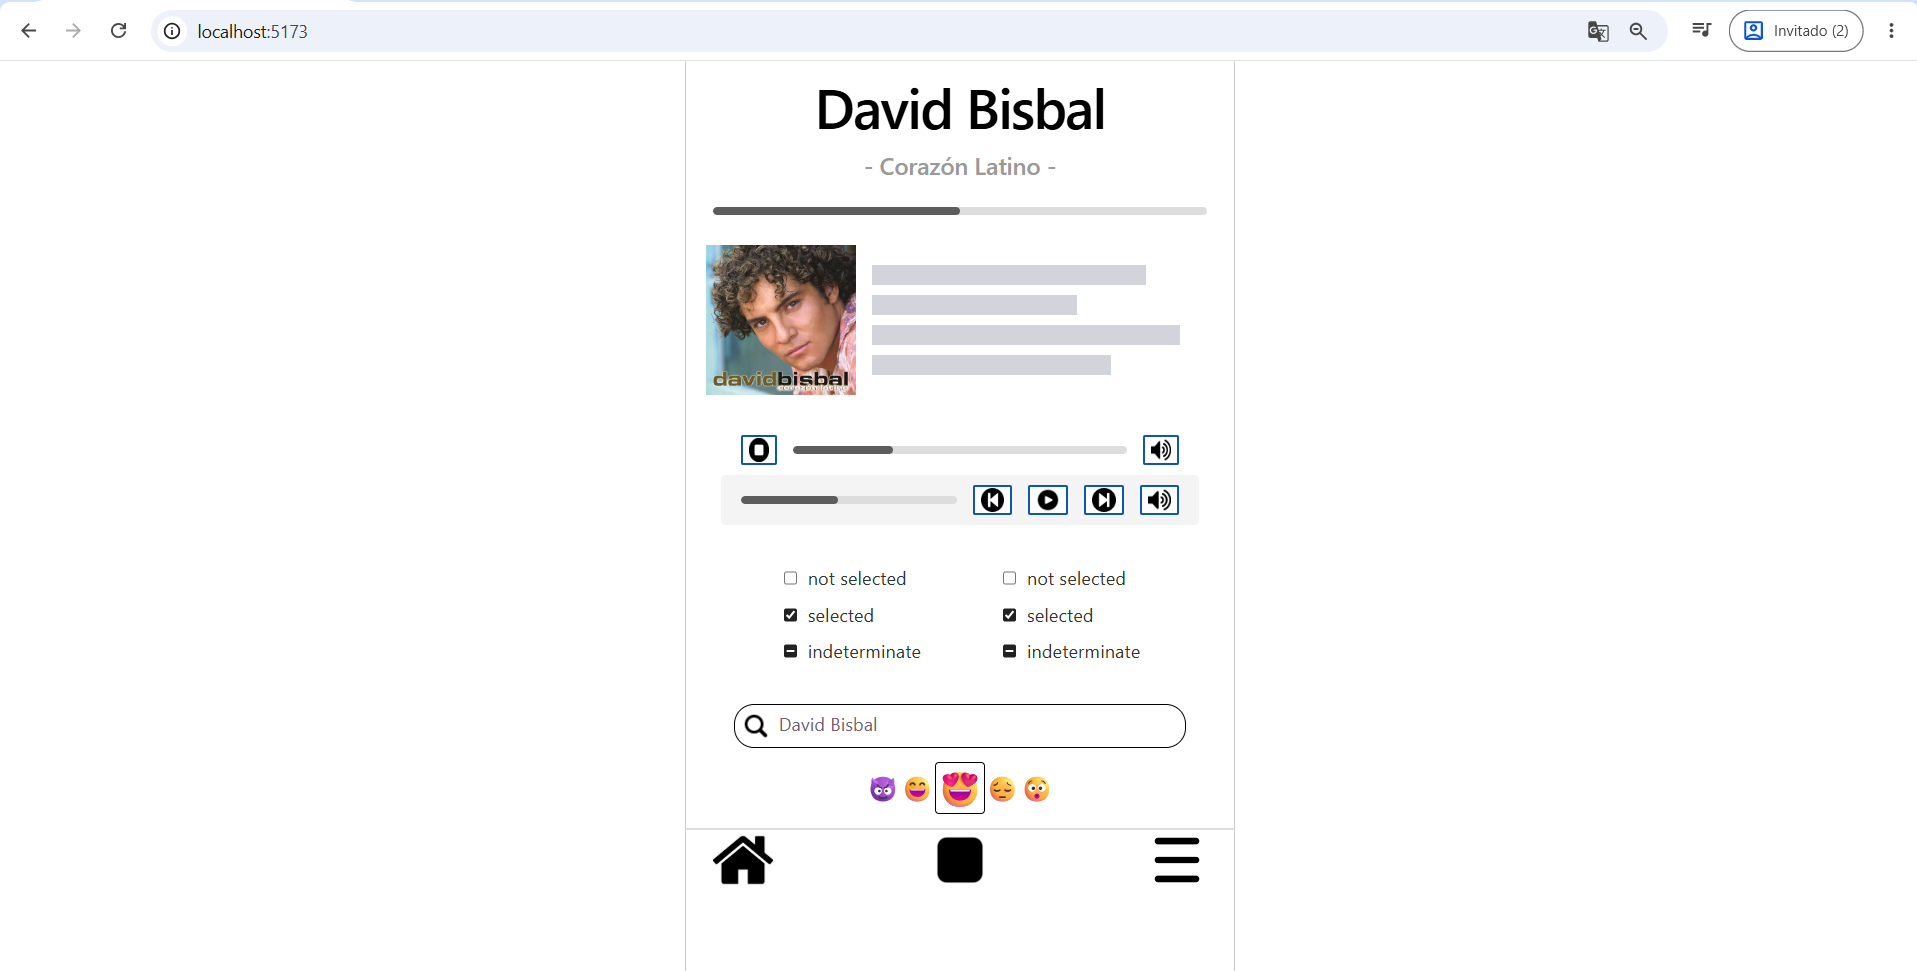 localhost:5173
Invitado (2)
David Bisbal
- Corazón Latino -
davidbisbal
not selected
selected
indeterminate
not selected
selected
indeterminate
David Bisbal